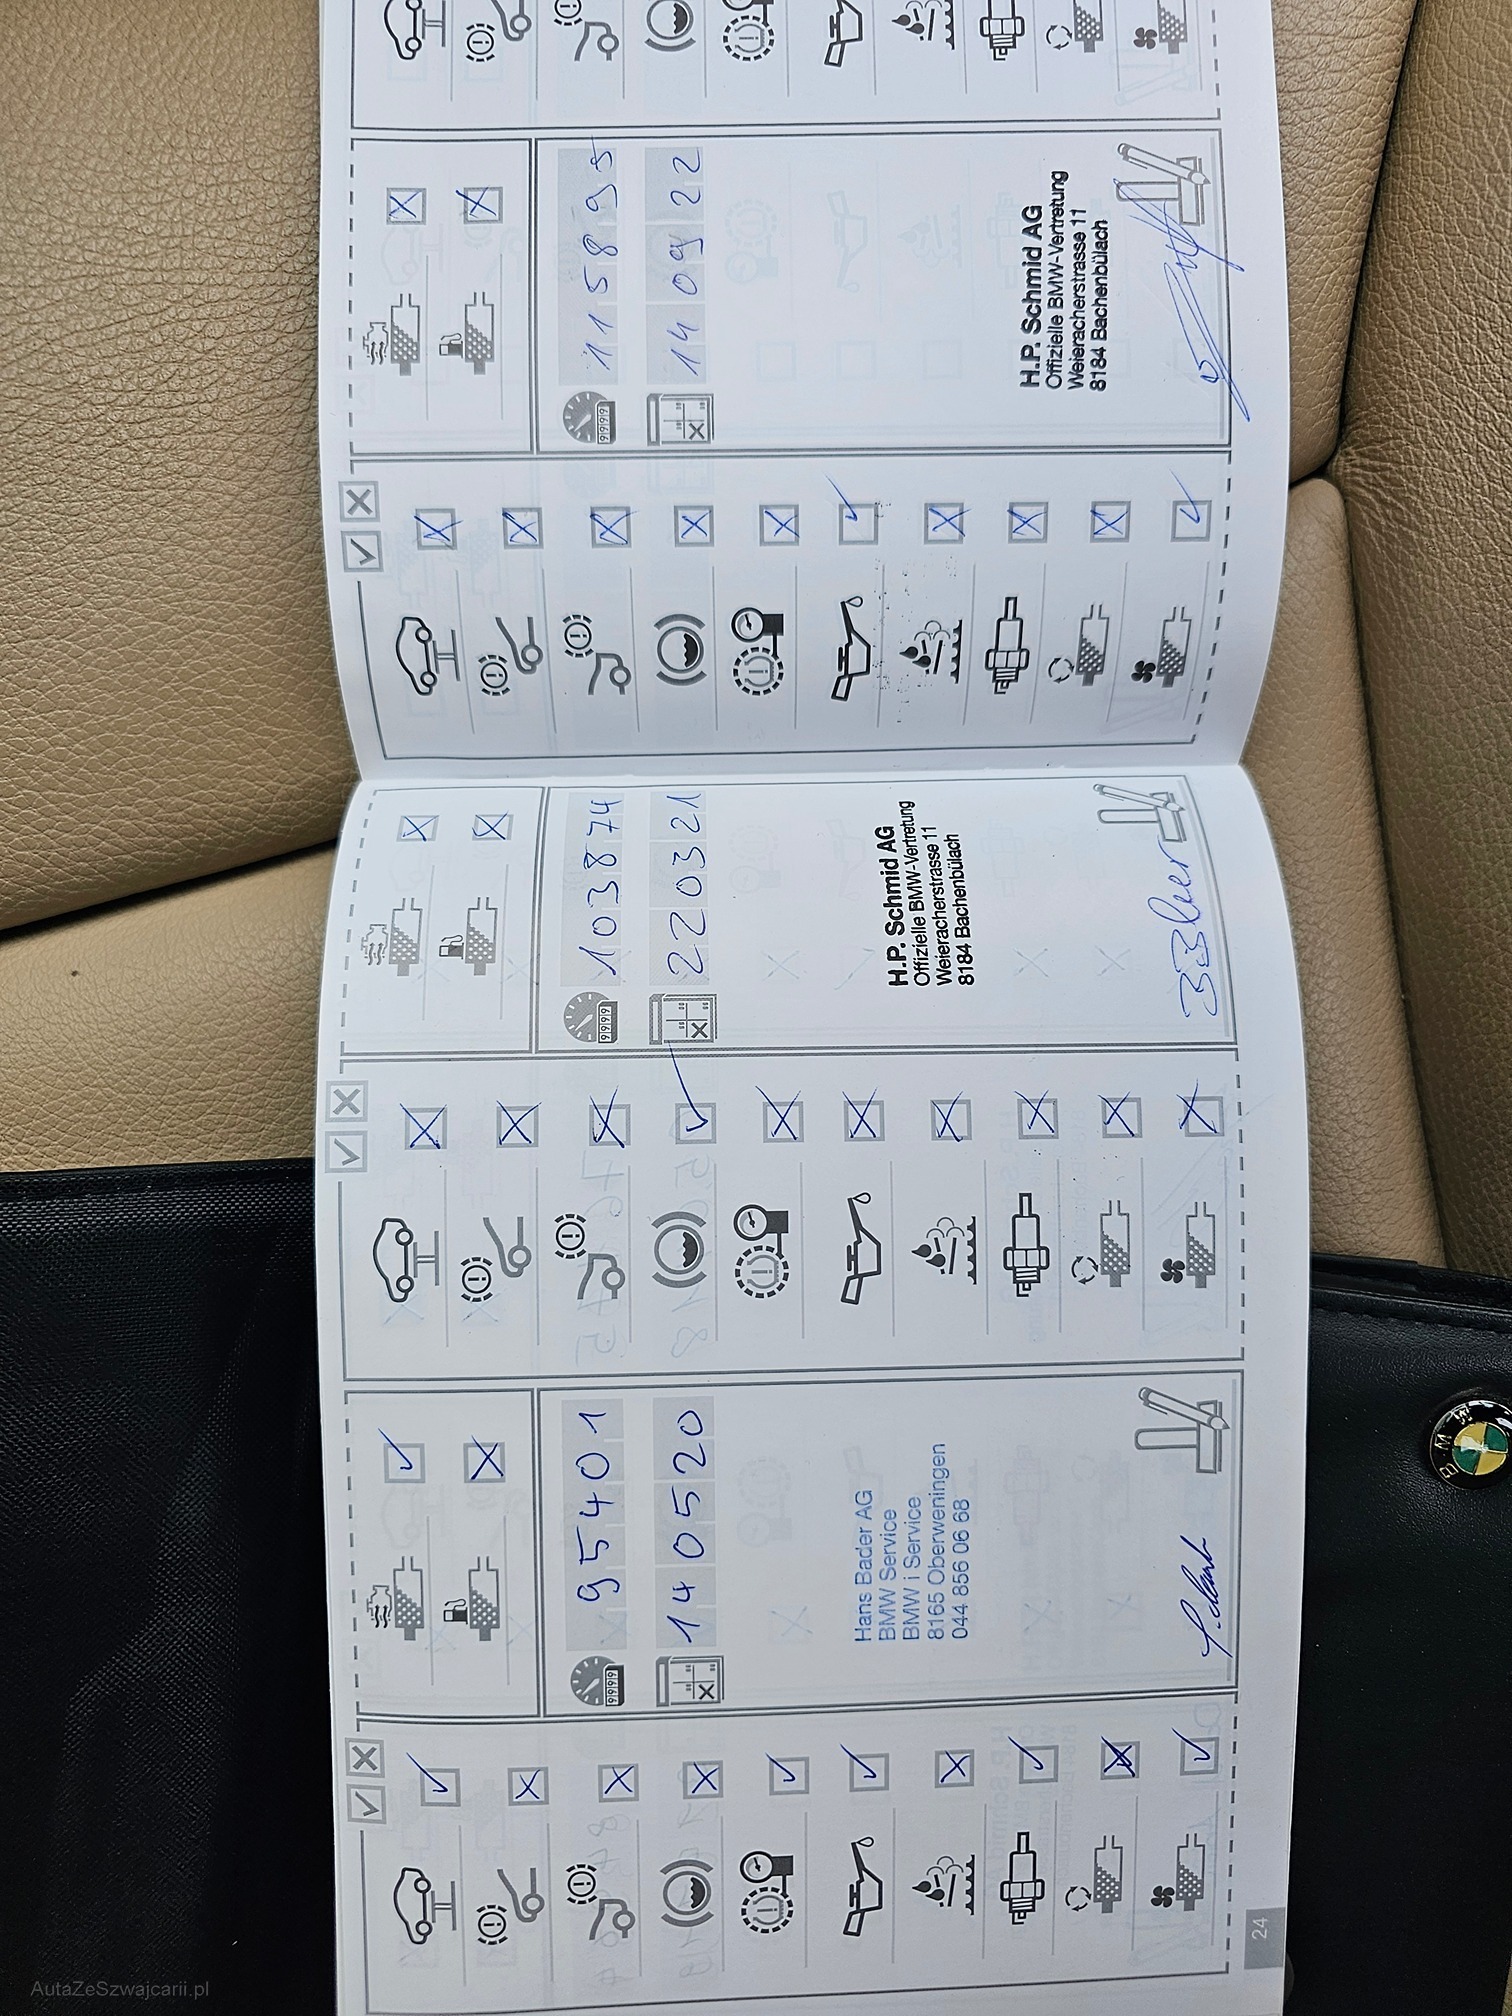 95401
140520
Hans Bader AG
BMW Service
BMW i Service
8165 Oberweningen
044 856 06 68
24
103874
220321
H.P. Schmid AG
Offizielle BMW-Vertretung
Weieracherstrasse 11
8184 Bachenbülach
115895
140922
H.P. Schmid AG
Offizielle BMW-Vertretung
Weieracherstrasse 11
8184 Bachenbülach
BMW
AutaZeSzwajcarii.pl